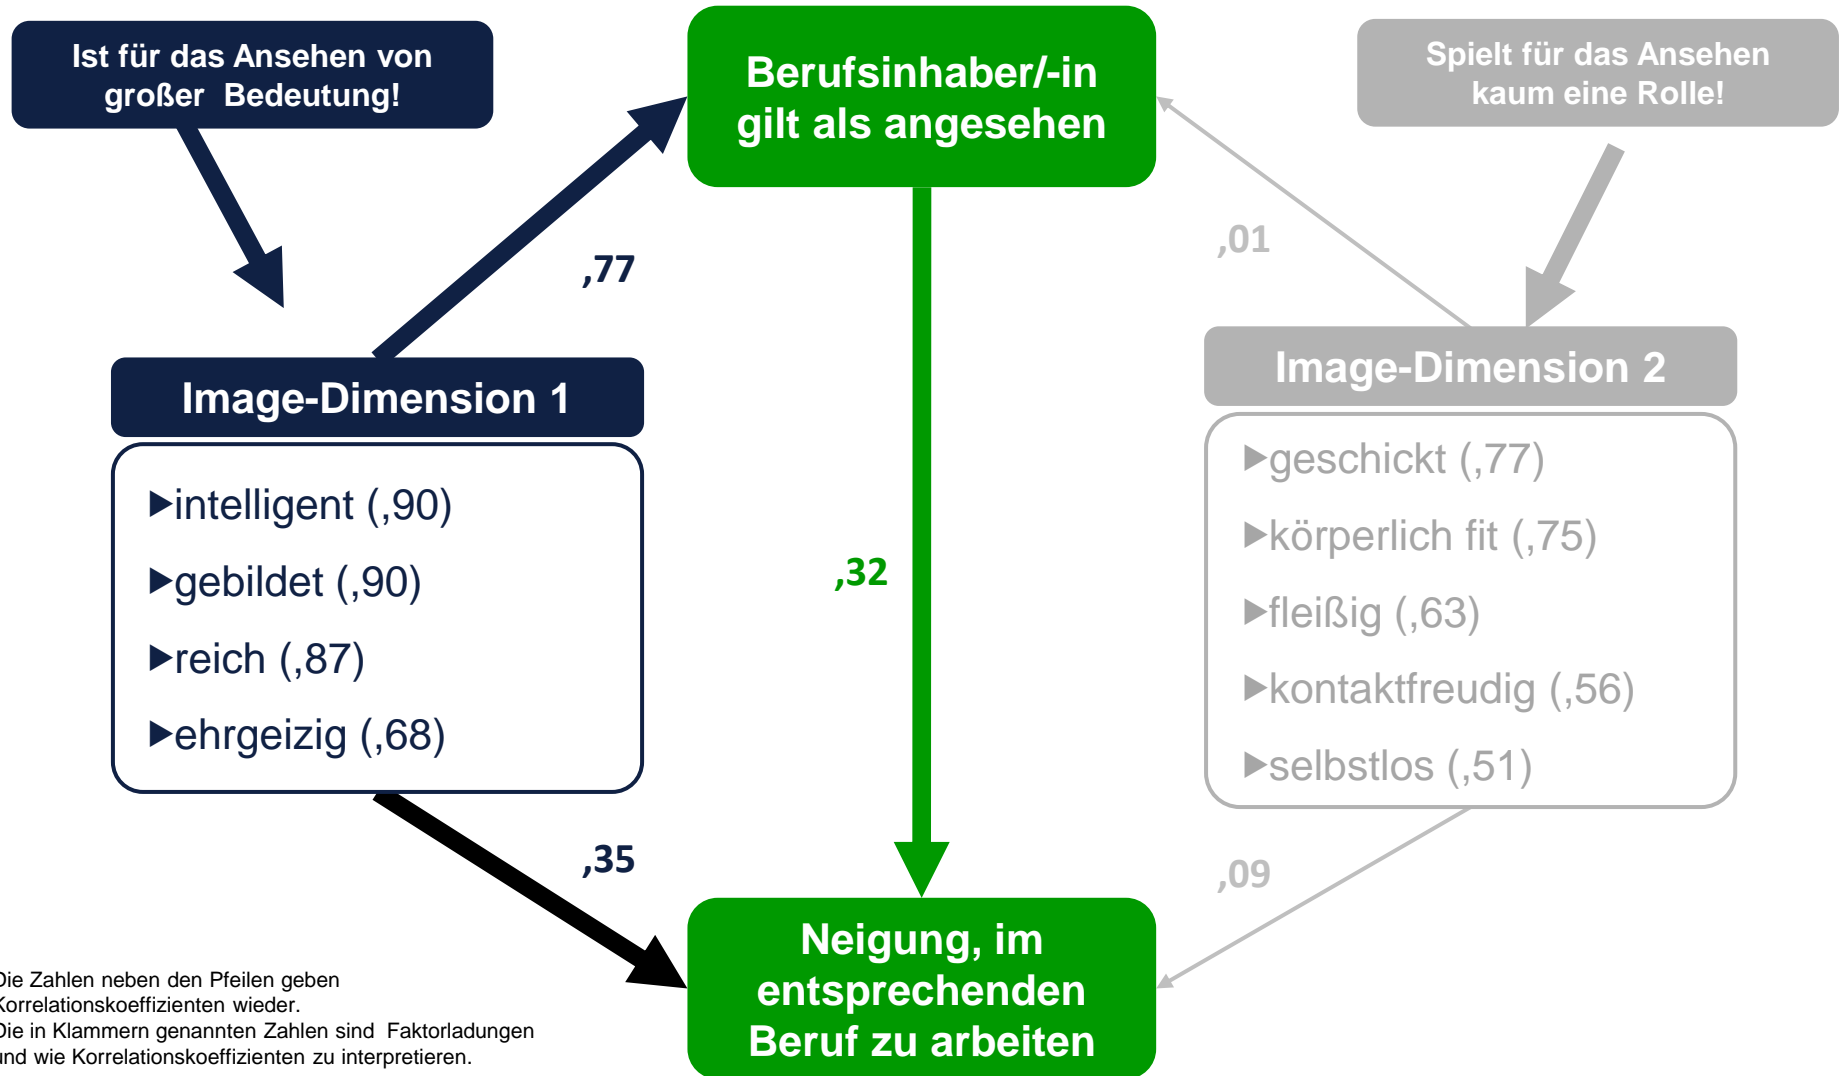 Ist für das Ansehen von
großer Bedeutung!
Berufsinhaber/-in
gilt als angesehen
Spielt für das Ansehen
kaum eine Rolle!
,77
,01
Image-Dimension 1
▶intelligent (,90)
▶gebildet (,90)
▶reich (,87)
▶ehrgeizig (,68)
,32
Image-Dimension 2
▶geschickt (,77)
▶körperlich fit (,75)
▶fleißig (,63)
▶kontaktfreudig (,56)
▶selbstlos (,51)
,35
,09
Neigung, im
entsprechenden
Beruf zu arbeiten
Die Zahlen neben den Pfeilen geben
Korrelationskoeffizienten wieder.
Die in Klammern genannten Zahlen sind Faktorladungen
und wie Korrelationskoeffizienten zu interpretieren.